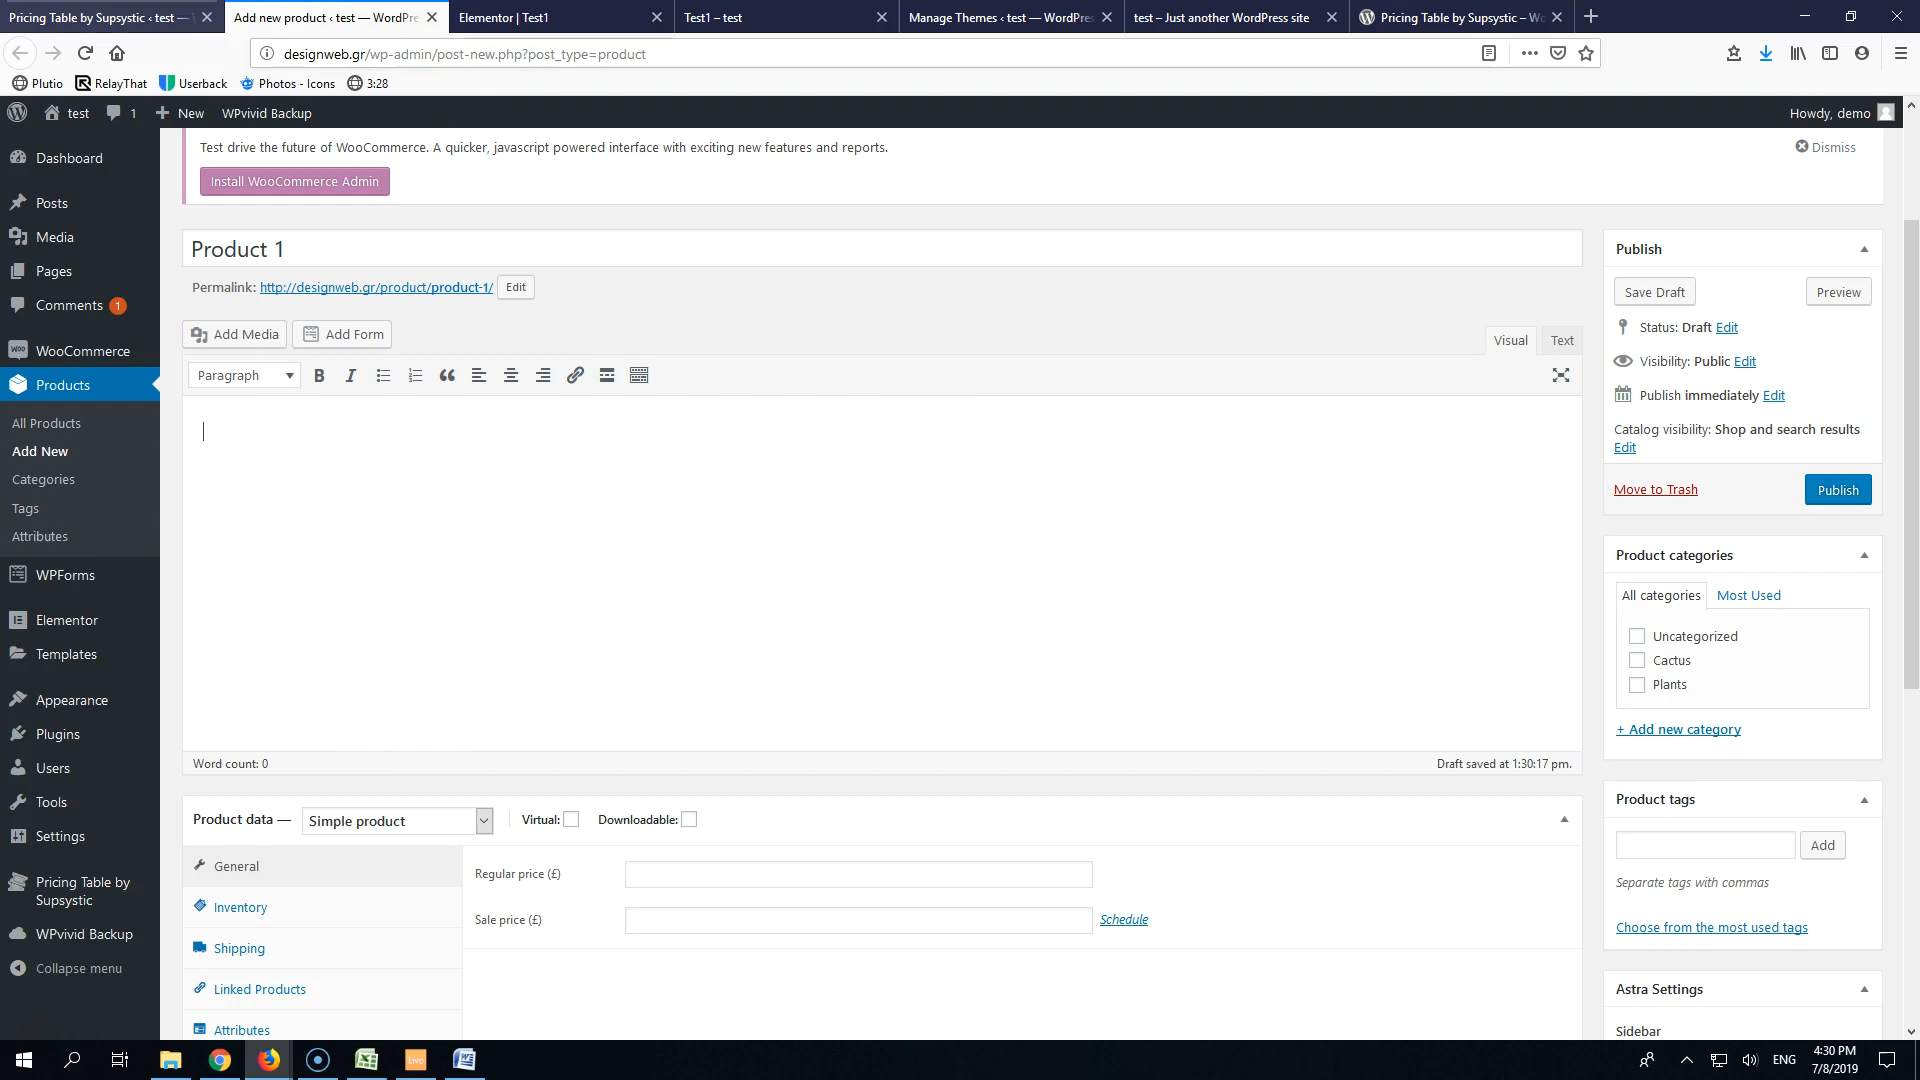 Pricing Table by Supsystic ‹ test —
Add new product ‹ test — WordPre
Elementor | Test1
Test1 – test
Manage Themes ‹ test — WordPres
test – Just another WordPress site
Pricing Table by Supsystic – Wo
designweb.gr/wp-admin/post-new.php?post_type=product
Plutio
RelayThat
Userback
Photos - Icons
3:28
test
1
New
WPvivid Backup
Howdy, demo
Test drive the future of WooCommerce. A quicker, javascript powered interface with exciting new features and reports.
Dismiss
Install WooCommerce Admin
Dashboard
Posts
Media
Pages
Comments 1
WooCommerce
Products
All Products
Add New
Categories
Tags
Attributes
WPForms
Elementor
Templates
Appearance
Plugins
Users
Tools
Settings
Pricing Table by
Supsystic
WPvivid Backup
Collapse menu
Product 1
Permalink: http://designweb.gr/product/product-1/ Edit
Add Media
Add Form
Visual
Text
Paragraph
B
I
Word count: 0
Draft saved at 1:30:17 pm.
Product data —
Simple product
Virtual:
Downloadable:
General
Inventory
Shipping
Linked Products
Attributes
Regular price (£)
Sale price (£)
Schedule
Publish
Save Draft
Preview
Status: Draft Edit
Visibility: Public Edit
Publish immediately Edit
Catalog visibility: Shop and search results
Edit
Move to Trash
Publish
Product categories
All categories
Most Used
Uncategorized
Cactus
Plants
+ Add new category
Product tags
Add
Separate tags with commas
Choose from the most used tags
Astra Settings
Sidebar
Live
ENG
4:30 PM
7/8/2019